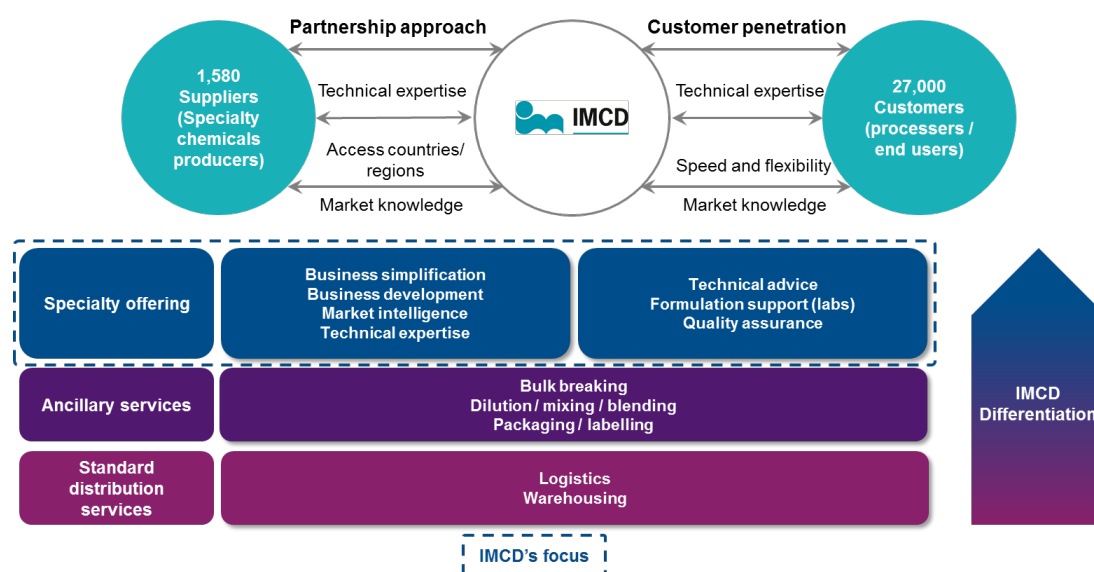 Partnership approach
Customer penetration
1,580
Suppliers
(Specialty
chemicals
producers)
Technical expertise
Access countries/
regions
Market knowledge
IMCD
Technical expertise
Speed and flexibility
Market knowledge
27,000
Customers
(processers /
end users)
Specialty offering
Business simplification
Business development
Market intelligence
Technical expertise
Technical advice
Formulation support (labs)
Quality assurance
Ancillary services
Bulk breaking
Dilution / mixing / blending
Packaging / labelling
Standard
distribution
services
Logistics
Warehousing
IMCD
Differentiation
IMCD's focus